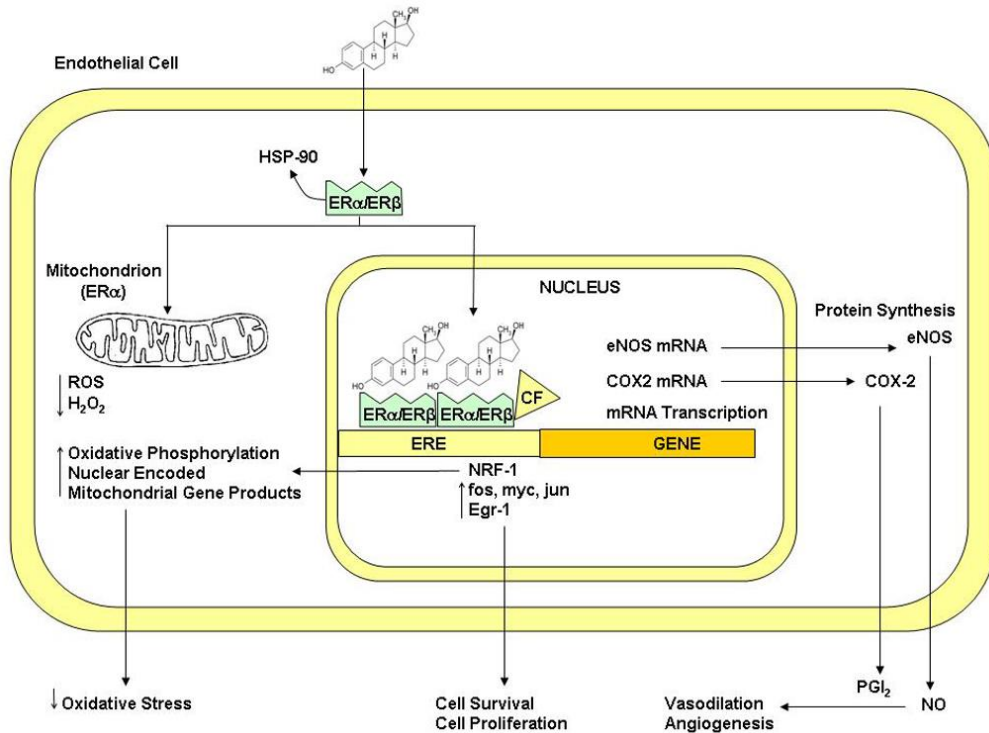 CH₃ OH
H
H H
HO
Endothelial Cell
HSP-90
ERα/ERβ
Mitochondrion
(ERα)
NUCLEUS
Protein Synthesis
CH₃ OH CH₃ OH
H H
H H H H
HO HO
eNOS mRNA
eNOS
COX2 mRNA
COX-2
CF
mRNA Transcription
ERα/ERβ ERα/ERβ
ERE
GENE
↓ ROS
H₂O₂
↑ Oxidative Phosphorylation
Nuclear Encoded
Mitochondrial Gene Products
NRF-1
↑ fos, myc, jun
Egr-1
↓ Oxidative Stress
Cell Survival
Cell Proliferation
Vasodilation
Angiogenesis
PGI₂
NO